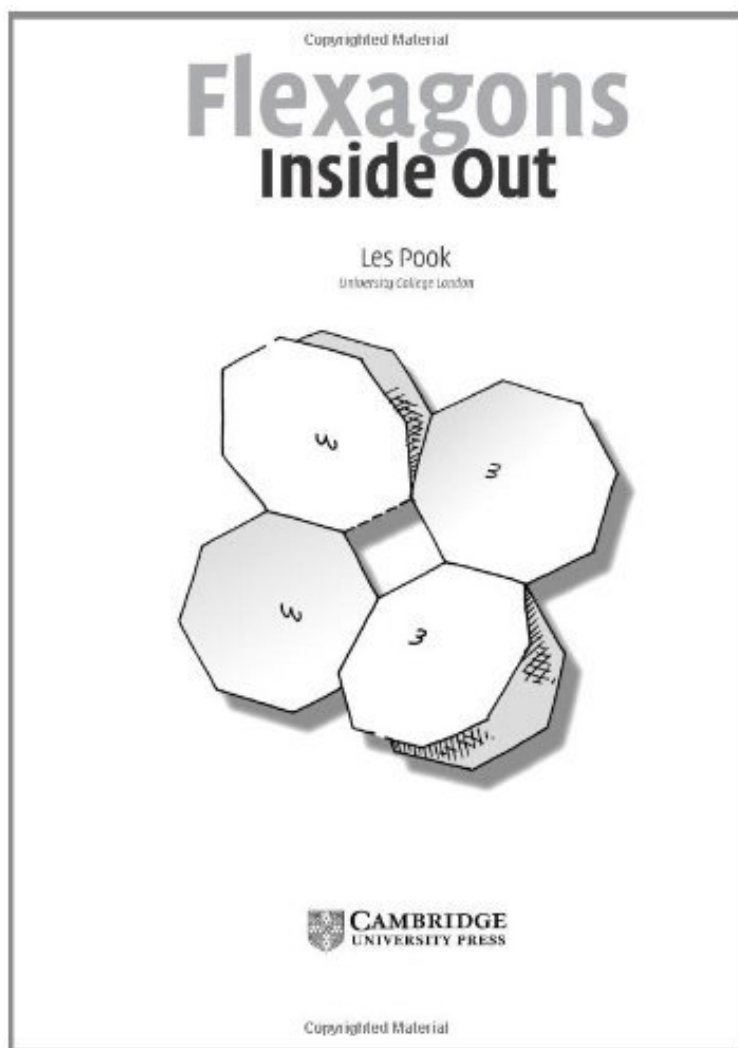 Copyrighted Material
Flexagons
Inside Out
Les Pook
University College London
3
3
3
3
CAMBRIDGE
UNIVERSITY PRESS
Copyrighted Material